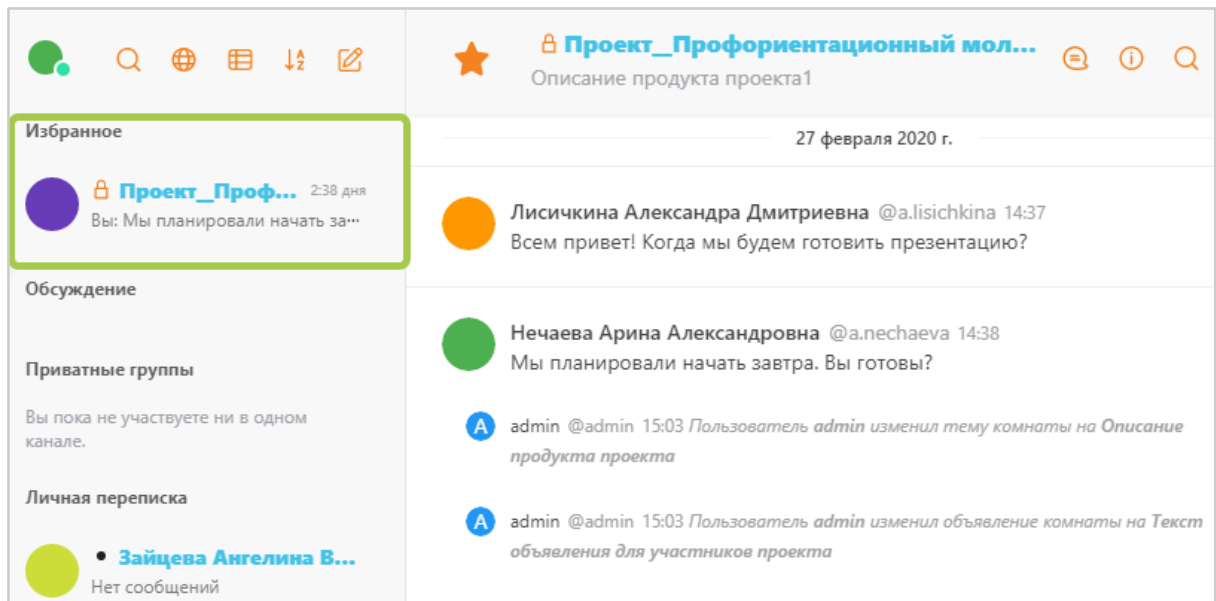 Избранное
Проект__Проф... 2:38 дня
Вы: Мы планировали начать за...
Обсуждение
Приватные группы
Вы пока не участвуете ни в одном
канале.
Личная переписка
Зайцева Ангелина В...
Нет сообщений
Проект__Профориентационный мол...
Описание продукта проекта1
27 февраля 2020 г.
Лисичкина Александра Дмитриевна @a.lisichkina 14:37
Всем привет! Когда мы будем готовить презентацию?
Нечаева Арина Александровна @a.nechaeva 14:38
Мы планировали начать завтра. Вы готовы?
A admin @admin 15:03 Пользователь admin изменил тему комнаты на Описание
продукта проекта
A admin @admin 15:03 Пользователь admin изменил объявление комнаты на Текст
объявления для участников проекта